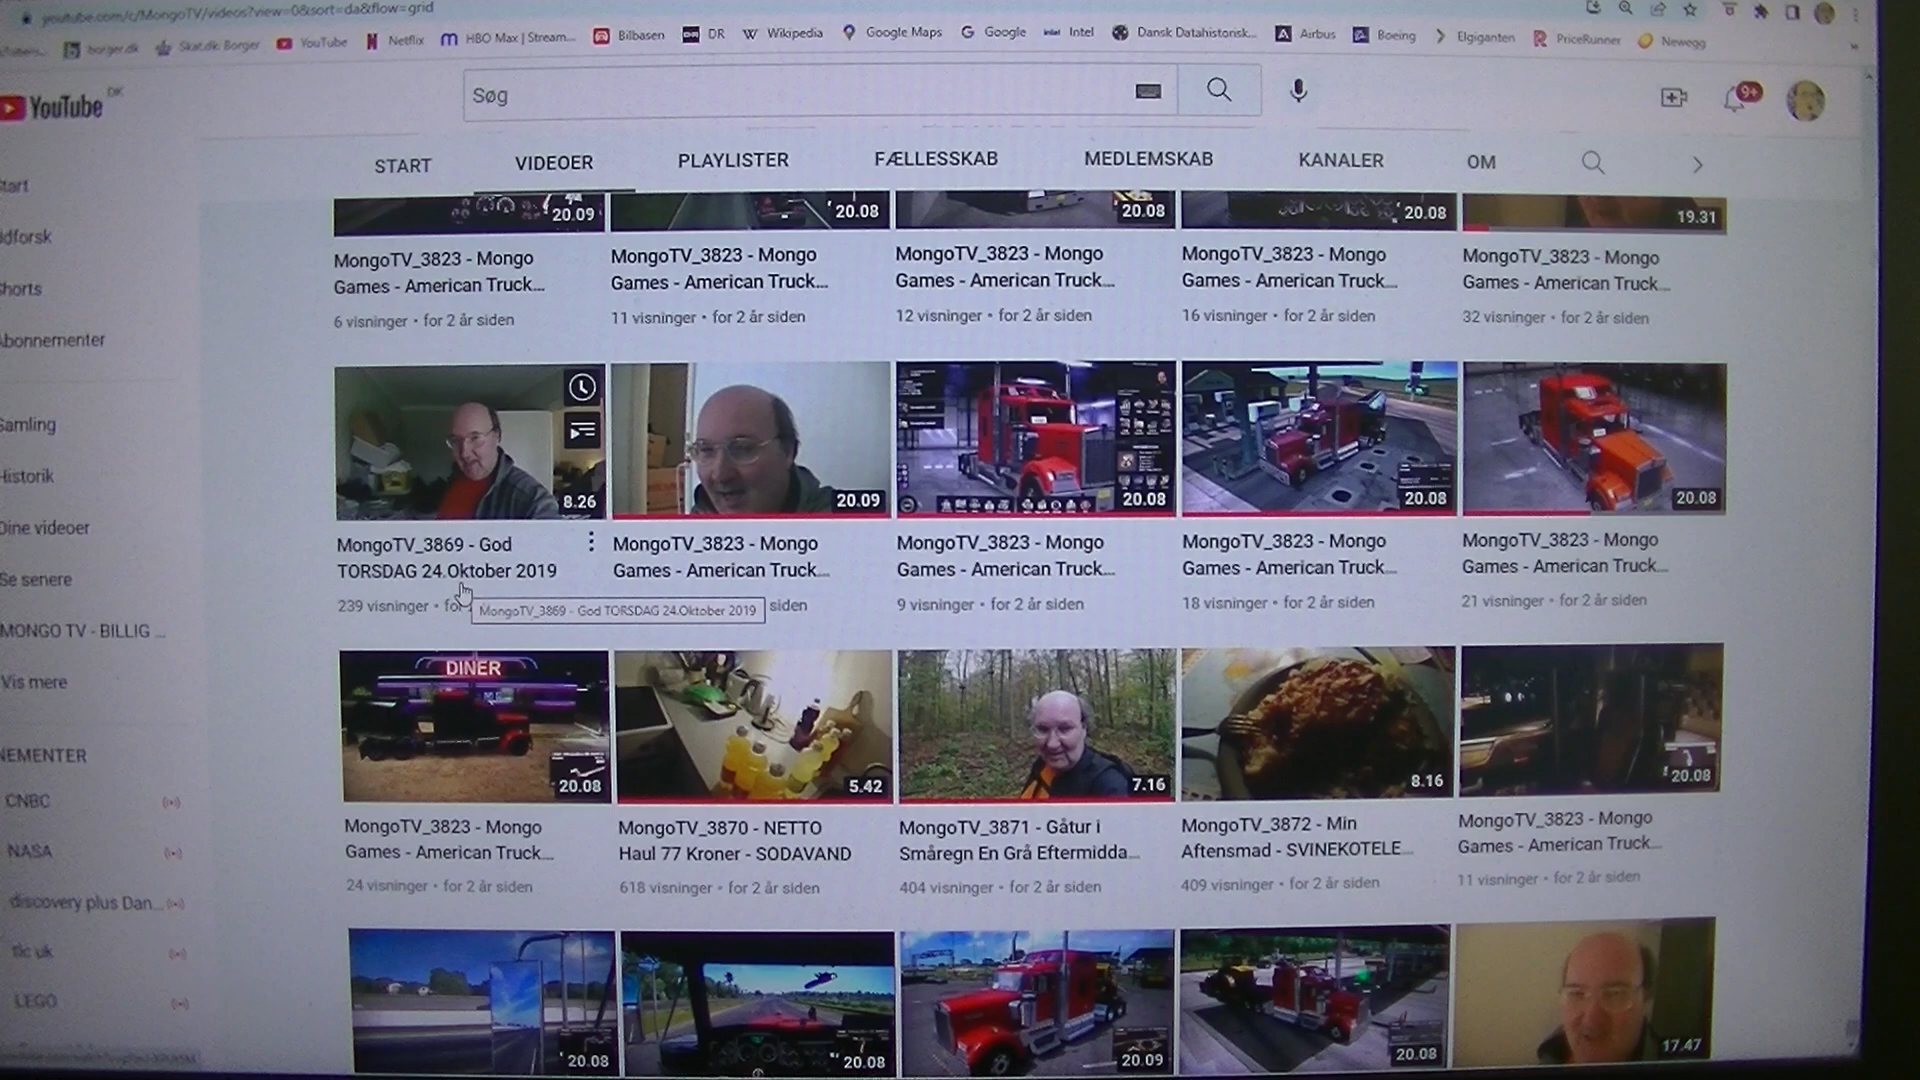 youtube.com/c/MongoTV/videos?view=0&sort=da&flow=grid
borger.dk
Skat.dk: Borger
YouTube
Netflix
HBO Max | Stream...
Bilbasen
DR
Wikipedia
Google Maps
Google
Intel
Dansk Datahistorisk...
Airbus
Boeing
Elgiganten
PriceRunner
Newegg
YouTube DK
Søg
9+
START
VIDEOER
PLAYLISTER
FÆLLESSKAB
MEDLEMSKAB
KANALER
OM
tart
dforsk
horts
Abonnementer
Samling
Historik
Dine videoer
Se senere
MONGO TV - BILLIG ...
Vis mere
NEMENTER
CNBC
NASA
discovery plus Dan...
tlc uk
LEGO
20.09
20.08
20.08
20.08
19.31
MongoTV_3823 - Mongo
Games - American Truck...
6 visninger • for 2 år siden
MongoTV_3823 - Mongo
Games - American Truck...
11 visninger • for 2 år siden
MongoTV_3823 - Mongo
Games - American Truck...
12 visninger • for 2 år siden
MongoTV_3823 - Mongo
Games - American Truck...
16 visninger • for 2 år siden
MongoTV_3823 - Mongo
Games - American Truck...
32 visninger • for 2 år siden
8.26
20.09
20.08
20.08
20.08
MongoTV_3869 - God
TORSDAG 24.Oktober 2019
239 visninger • for
MongoTV_3869 - God TORSDAG 24.Oktober 2019
MongoTV_3823 - Mongo
Games - American Truck...
siden
MongoTV_3823 - Mongo
Games - American Truck...
9 visninger • for 2 år siden
MongoTV_3823 - Mongo
Games - American Truck...
18 visninger • for 2 år siden
MongoTV_3823 - Mongo
Games - American Truck...
21 visninger • for 2 år siden
DINER
20.08
5.42
7.16
8.16
20.08
MongoTV_3823 - Mongo
Games - American Truck...
24 visninger • for 2 år siden
MongoTV_3870 - NETTO
Haul 77 Kroner - SODAVAND
618 visninger • for 2 år siden
MongoTV_3871 - Gåtur i
Småregn En Grå Eftermidda...
404 visninger • for 2 år siden
MongoTV_3872 - Min
Aftensmad - SVINEKOTELE...
409 visninger • for 2 år siden
MongoTV_3823 - Mongo
Games - American Truck...
11 visninger • for 2 år siden
20.08
20.08
20.09
20.08
17.47